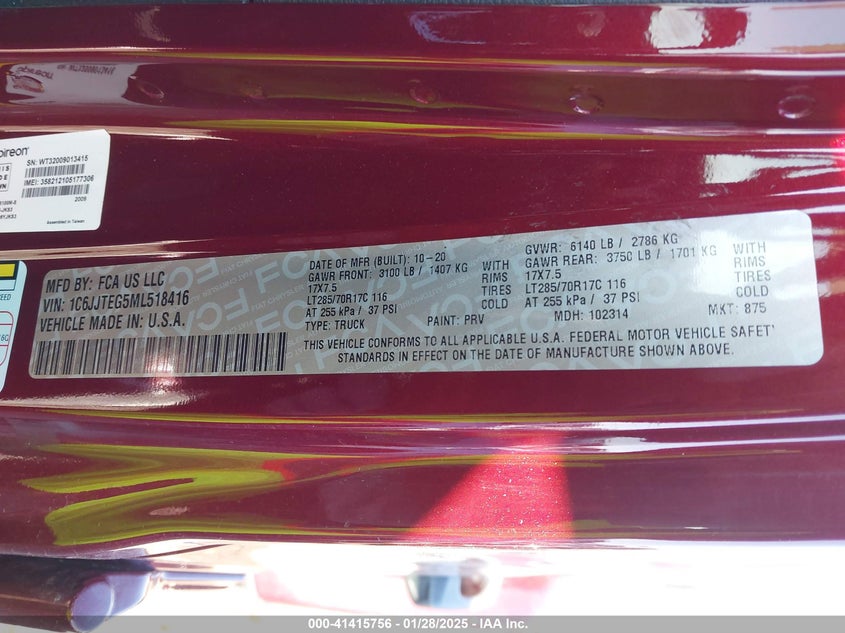 pireon
SN: WT32009013415
IMEI: 358212105177306
2009
Assembled in Taiwan
MFD BY: FCA US LLC
VIN: 1C6JJTEG5ML518416
VEHICLE MADE IN: U.S.A.
DATE OF MFR (BUILT): 10-20
GAWR FRONT: 3100 LB / 1407 KG WITH
17X7.5 RIMS
LT285/70R17C 116 TIRES
AT 255 kPa / 37 PSI COLD
TYPE: TRUCK PAINT: PRV
GVWR: 6140 LB / 2786 KG
GAWR REAR: 3750 LB / 1701 KG WITH
17X7.5 RIMS
LT285/70R17C 116 TIRES
AT 255 kPa / 37 PSI COLD
MDH: 102314 MKT: 875
THIS VEHICLE CONFORMS TO ALL APPLICABLE U.S.A. FEDERAL MOTOR VEHICLE SAFETY
STANDARDS IN EFFECT ON THE DATE OF MANUFACTURE SHOWN ABOVE.
000-41415756 | 01/28/2025 | IAA Inc.